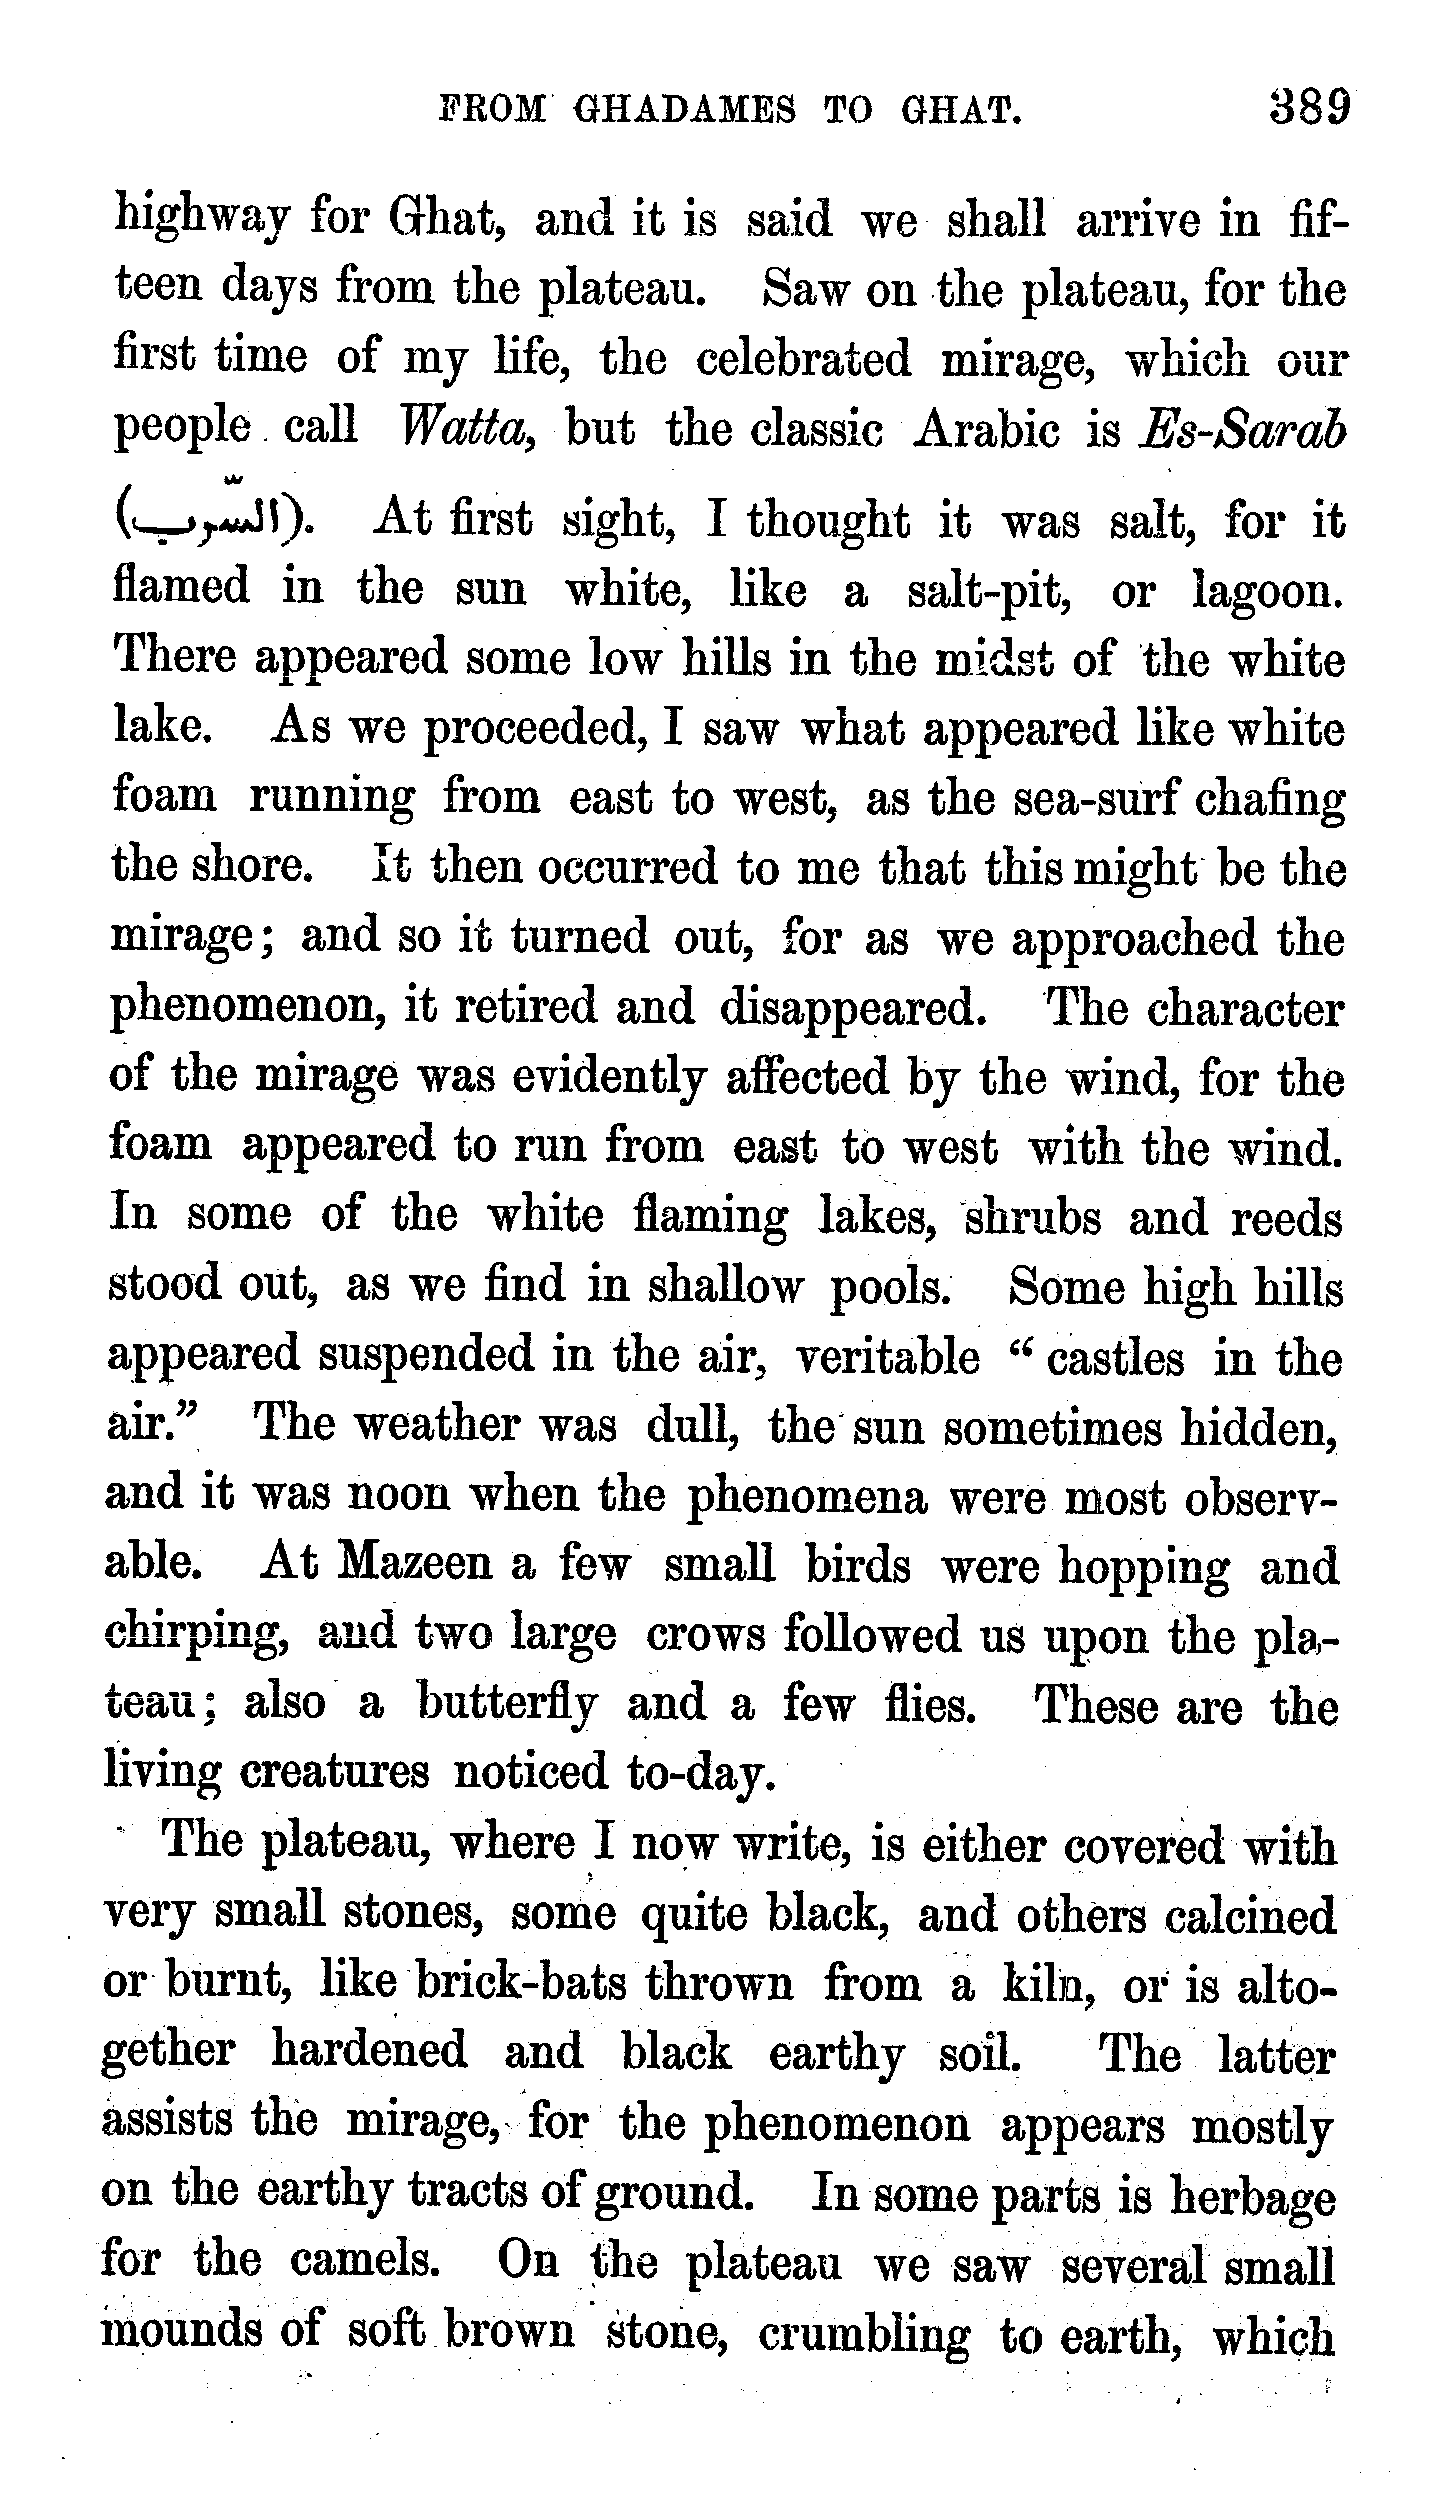 FROM GHADAMES TO GHAT. 389
highway for Ghat, and it is said we shall arrive in fif-
teen days from the plateau. Saw on the plateau, for the
first time of my life, the celebrated mirage, which our
people call Watta, but the classic Arabic is Es-Sarab
(السّرب). At first sight, I thought it was salt, for it
flamed in the sun white, like a salt-pit, or lagoon.
There appeared some low hills in the midst of the white
lake. As we proceeded, I saw what appeared like white
foam running from east to west, as the sea-surf chafing
the shore. It then occurred to me that this might be the
mirage; and so it turned out, for as we approached the
phenomenon, it retired and disappeared. The character
of the mirage was evidently affected by the wind, for the
foam appeared to run from east to west with the wind.
In some of the white flaming lakes, shrubs and reeds
stood out, as we find in shallow pools. Some high hills
appeared suspended in the air, veritable “castles in the
air.” The weather was dull, the sun sometimes hidden,
and it was noon when the phenomena were most observ-
able. At Mazeen a few small birds were hopping and
chirping, and two large crows followed us upon the pla-
teau; also a butterfly and a few flies. These are the
living creatures noticed to-day.
The plateau, where I now write, is either covered with
very small stones, some quite black, and others calcined
or burnt, like brick-bats thrown from a kiln, or is alto-
gether hardened and black earthy soil. The latter
assists the mirage, for the phenomenon appears mostly
on the earthy tracts of ground. In some parts is herbage
for the camels. On the plateau we saw several small
mounds of soft brown stone, crumbling to earth, which